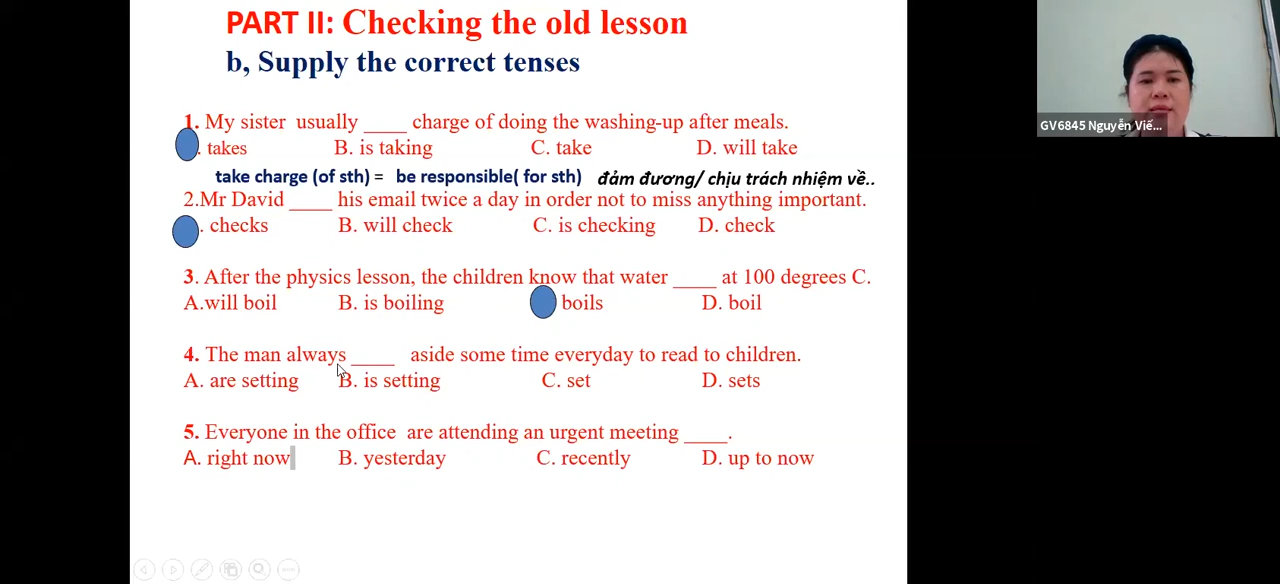 PART II: Checking the old lesson
b, Supply the correct tenses
GV6845 Nguyễn Viế...
1. My sister usually ____ charge of doing the washing-up after meals.
. takes B. is taking C. take D. will take
take charge (of sth) = be responsible( for sth) đảm đương/ chịu trách nhiệm về..
2.Mr David ____ his email twice a day in order not to miss anything important.
. checks B. will check C. is checking D. check
3. After the physics lesson, the children know that water ____ at 100 degrees C.
A.will boil B. is boiling boils D. boil
4. The man always ____ aside some time everyday to read to children.
A. are setting B. is setting C. set D. sets
5. Everyone in the office are attending an urgent meeting ____.
A. right now B. yesterday C. recently D. up to now